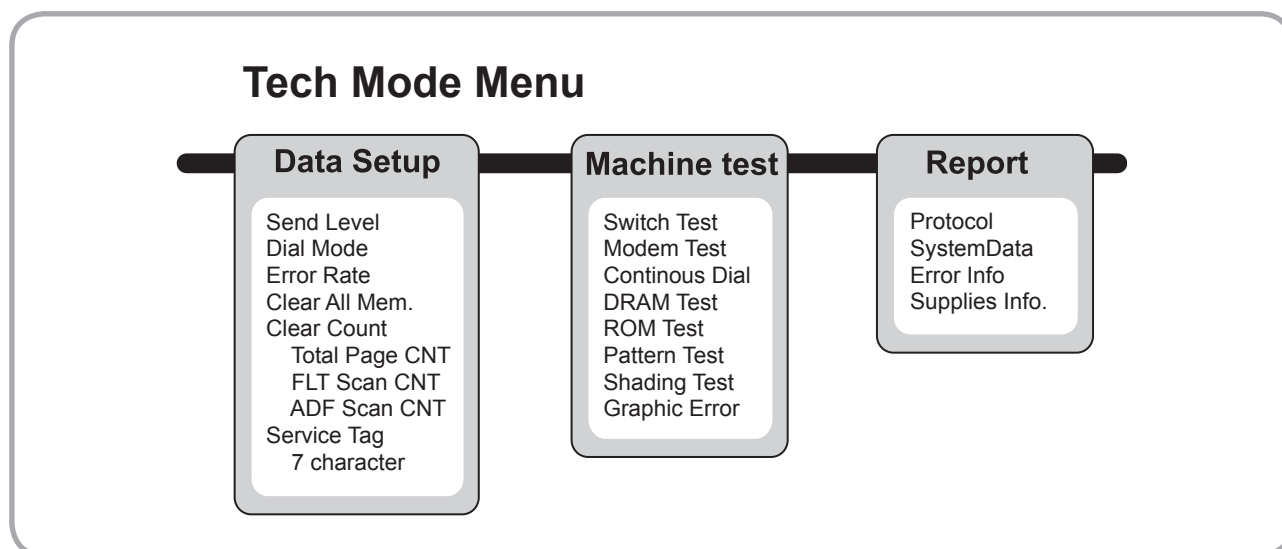 Tech Mode Menu
Data Setup
Send Level
Dial Mode
Error Rate
Clear All Mem.
Clear Count
Total Page CNT
FLT Scan CNT
ADF Scan CNT
Service Tag
7 character
Machine test
Switch Test
Modem Test
Continous Dial
DRAM Test
ROM Test
Pattern Test
Shading Test
Graphic Error
Report
Protocol
SystemData
Error Info
Supplies Info.